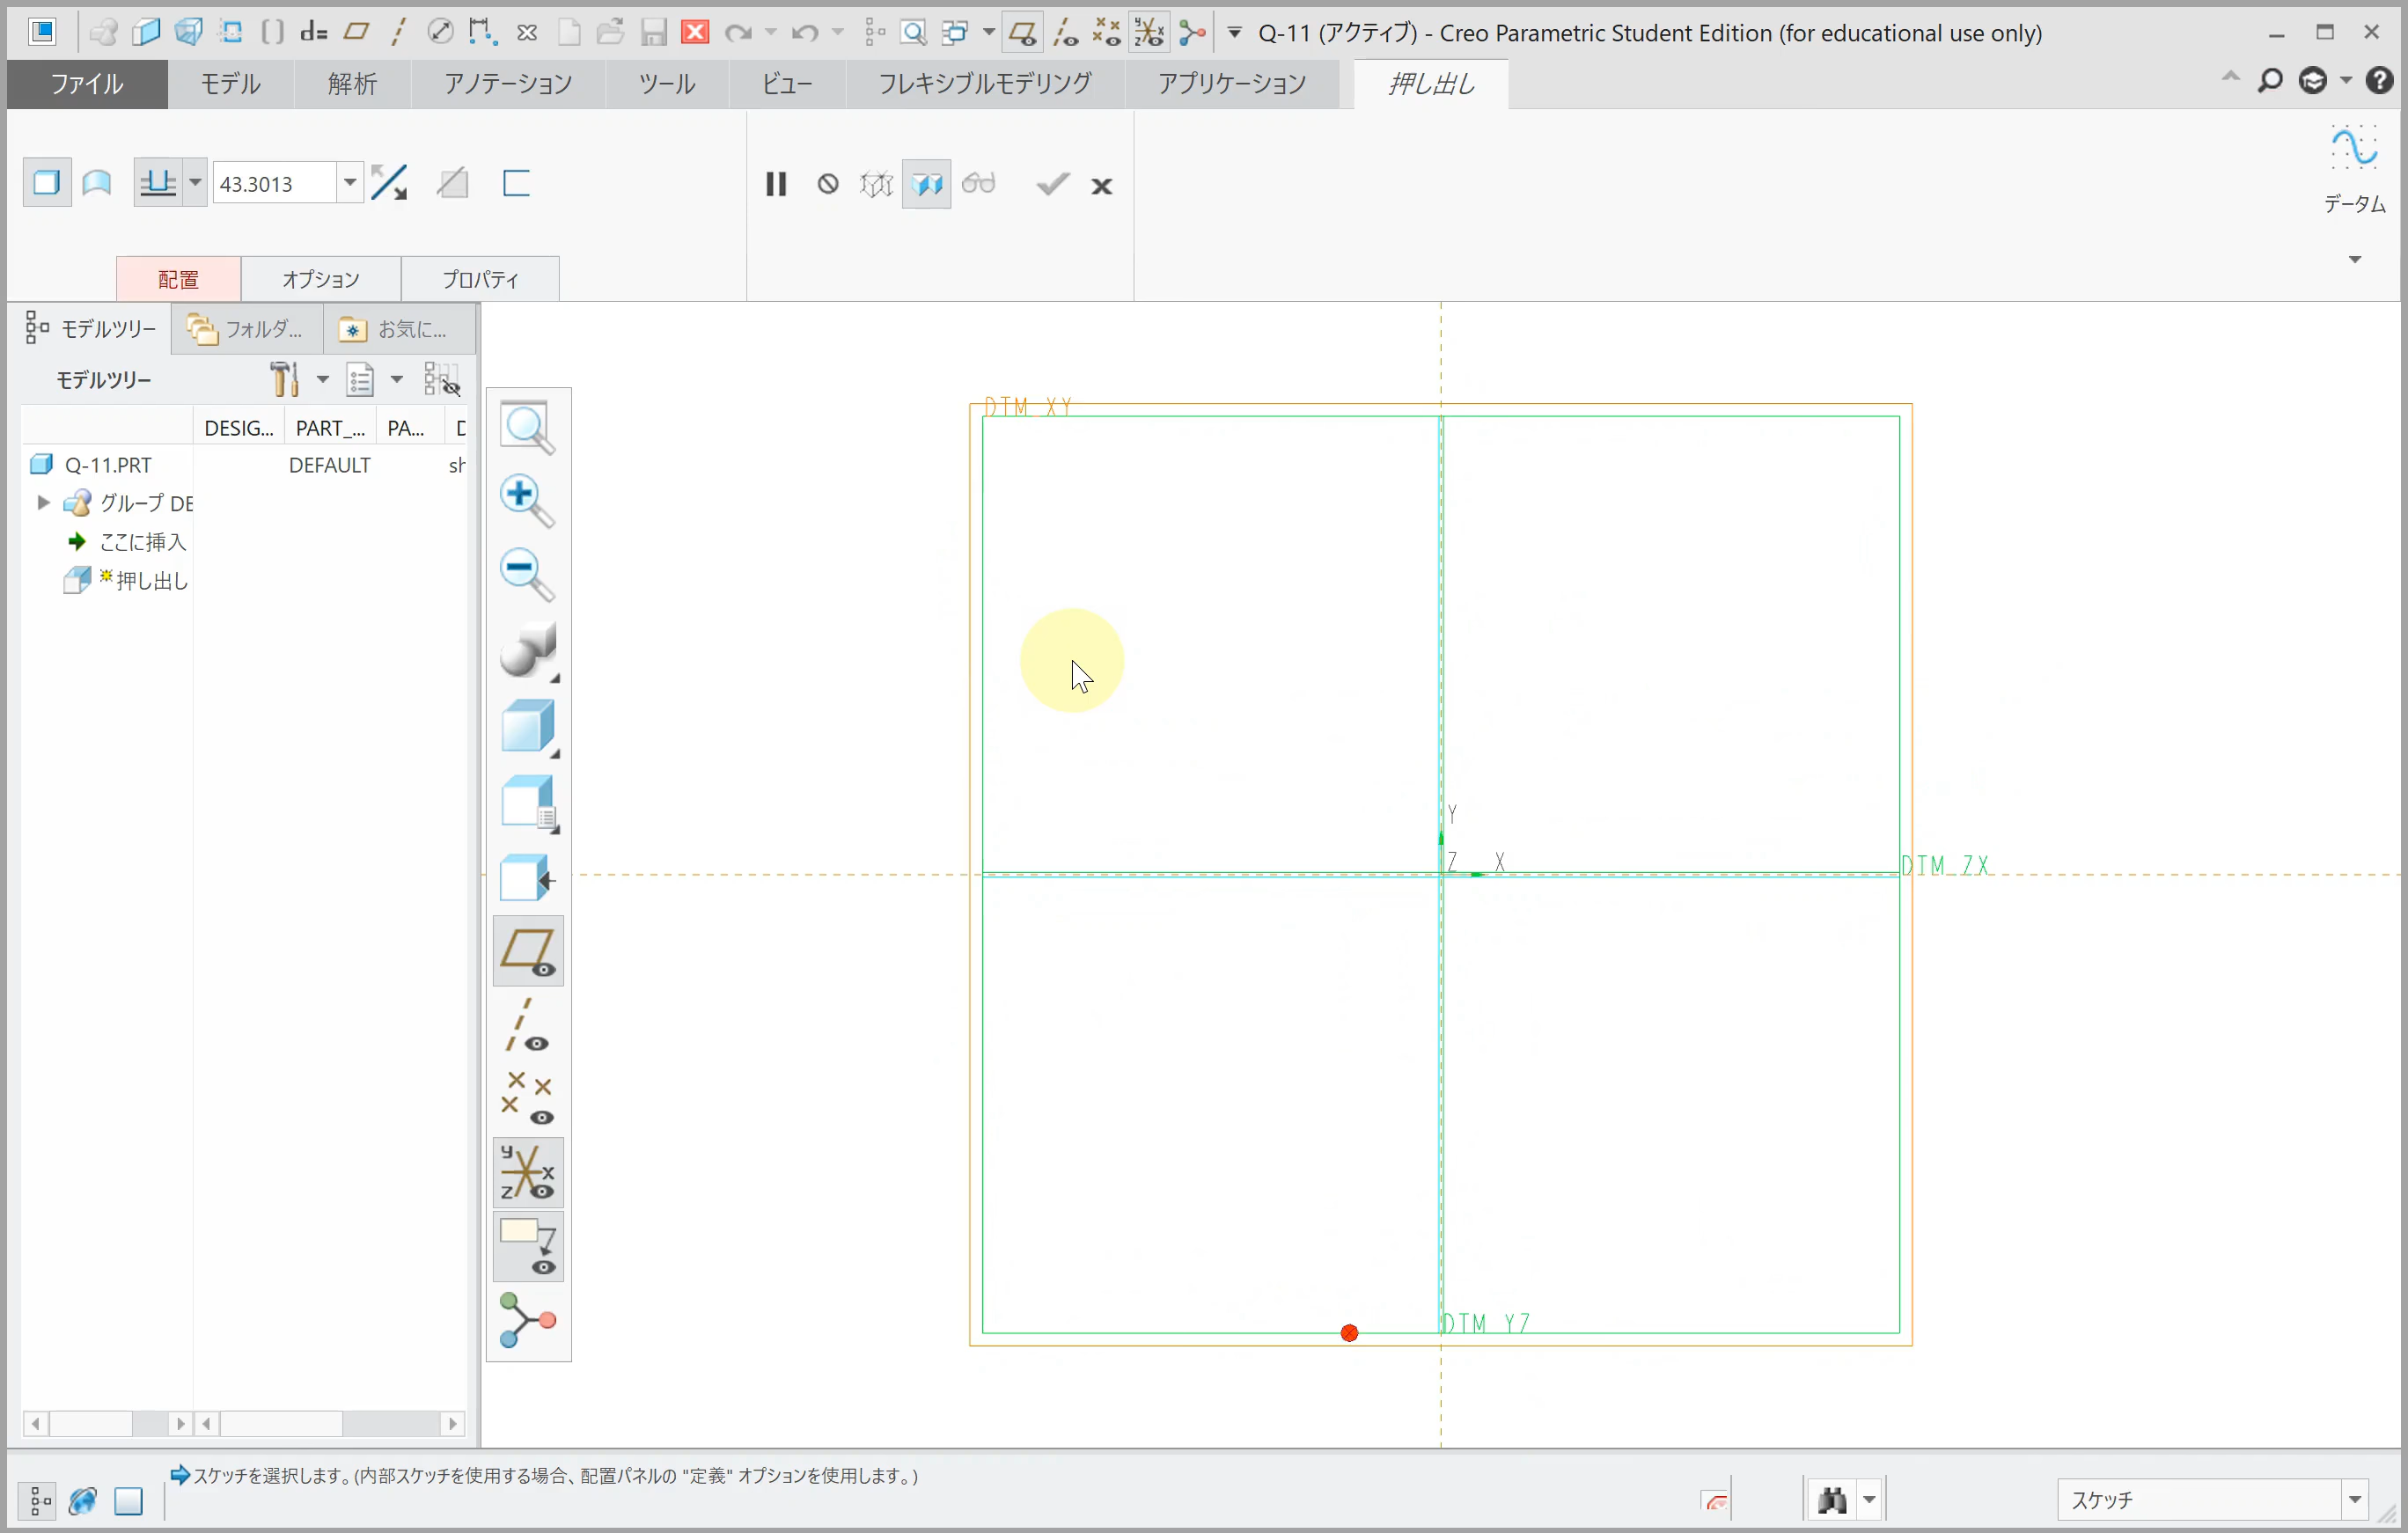 Q-11 (アクティブ) - Creo Parametric Student Edition (for educational use only)
ファイル モデル 解析 アノテーション ツール ビュー フレキシブルモデリング アプリケーション 押し出し
43.3013
データム
配置 オプション プロパティ
モデルツリー フォルダ... お気に...
モデルツリー
DESIG... PART_... PA...
Q-11.PRT DEFAULT sh
グループ DE
ここに挿入
押し出し
DTM_XY
Y
Z X
DTM_ZX
DTM_YZ
スケッチを選択します。(内部スケッチを使用する場合、配置パネルの "定義" オプションを使用します。)
スケッチ